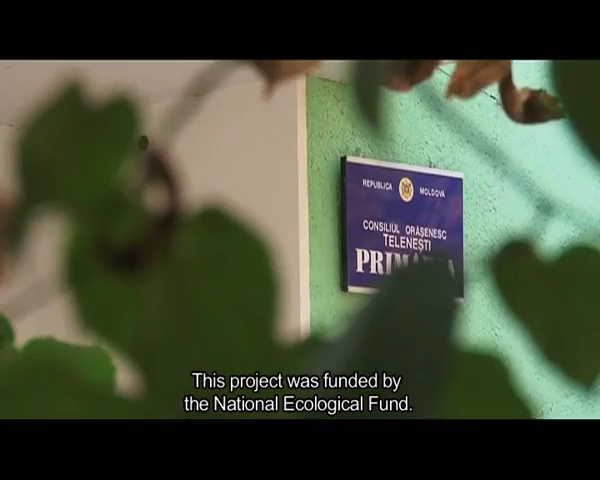 REPUBLICA MOLDOVA
CONSILIUL ORĂȘENESC
TELENEȘTI
This project was funded by
the National Ecological Fund.